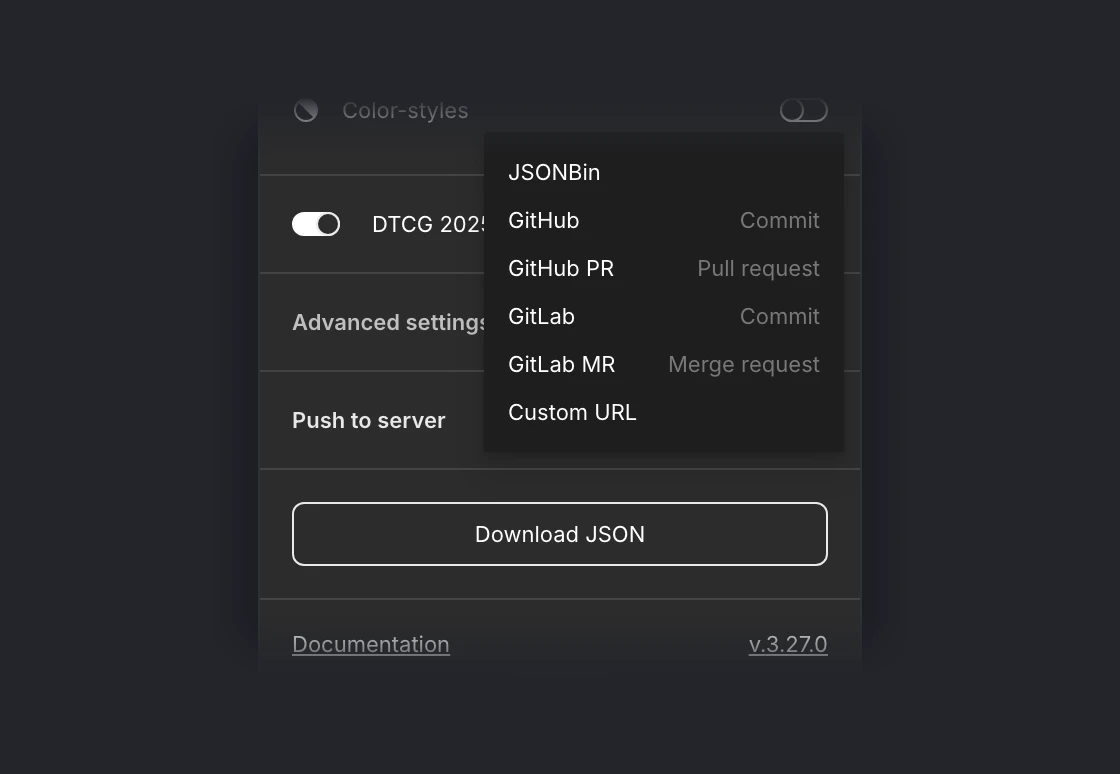 Color-styles
DTCG 2025
Advanced settings
Push to server
JSONBin
GitHub Commit
GitHub PR Pull request
GitLab Commit
GitLab MR Merge request
Custom URL
Download JSON
Documentation v.3.27.0